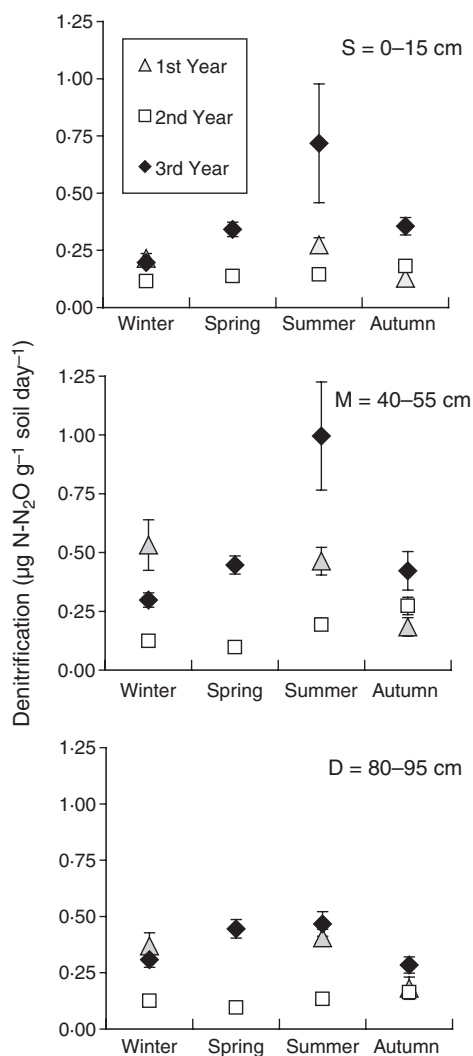 Denitrification (µg N-N₂O g⁻¹ soil day⁻¹)
1·25
1·00
0·75
0·50
0·25
0·00
1st Year
2nd Year
3rd Year
S = 0–15 cm
Winter Spring Summer Autumn
1·25
1·00
0·75
0·50
0·25
0·00
M = 40–55 cm
Winter Spring Summer Autumn
1·25
1·00
0·75
0·50
0·25
0·00
D = 80–95 cm
Winter Spring Summer Autumn